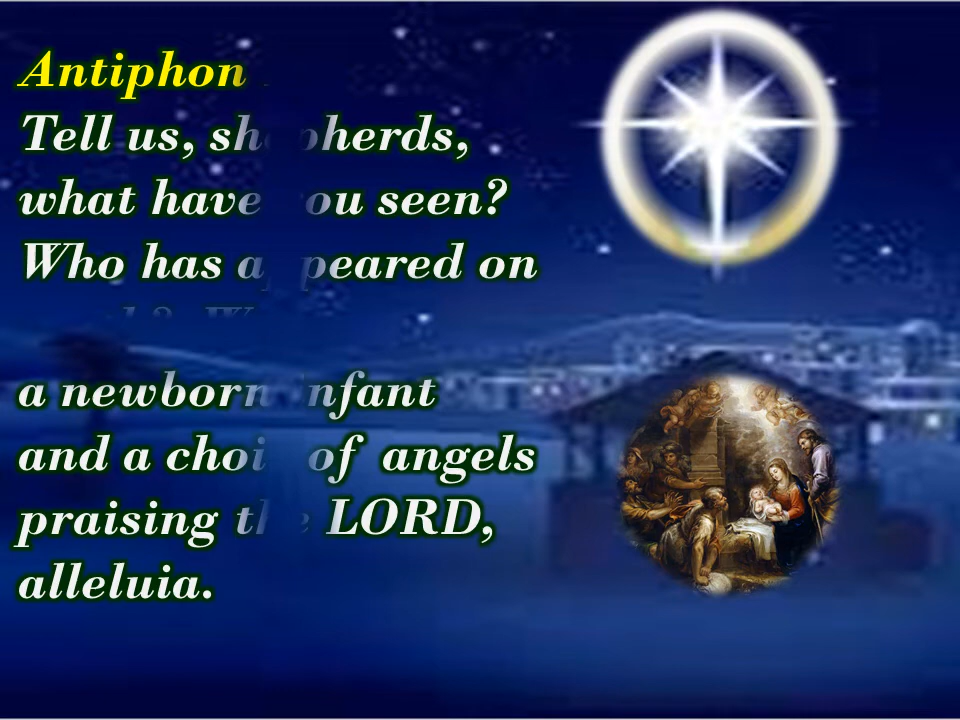 Antiphon
Tell us, shepherds,
what have you seen?
Who has appeared on
a newborn infant
and a choir of angels
praising the LORD,
alleluia.